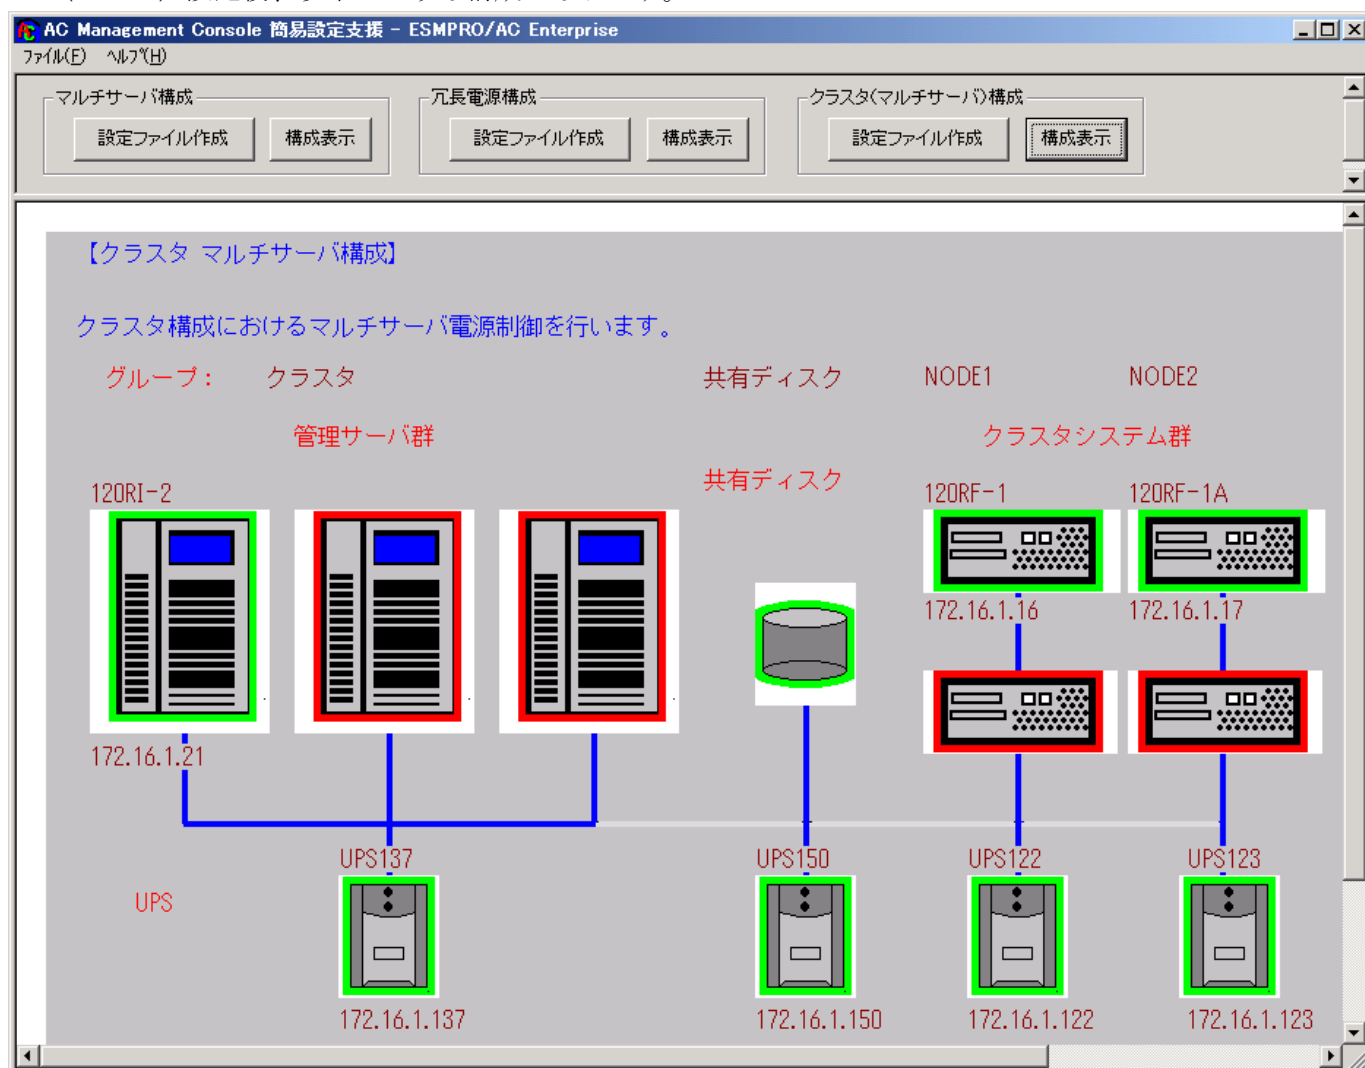 AC Management Console 簡易設定支援 - ESMPRO/AC Enterprise
ファイル(F) ヘルプ(H)
マルチサーバ構成 冗長電源構成 クラスタ(マルチサーバ)構成
設定ファイル作成 構成表示 設定ファイル作成 構成表示 設定ファイル作成 構成表示
【クラスタ マルチサーバ構成】
クラスタ構成におけるマルチサーバ電源制御を行います。
グループ： クラスタ 共有ディスク NODE1 NODE2
管理サーバ群 クラスタシステム群
共有ディスク
120RI-2 120RF-1 120RF-1A
172.16.1.16 172.16.1.17
172.16.1.21
UPS137 UPS150 UPS122 UPS123
UPS
172.16.1.137 172.16.1.150 172.16.1.122 172.16.1.123